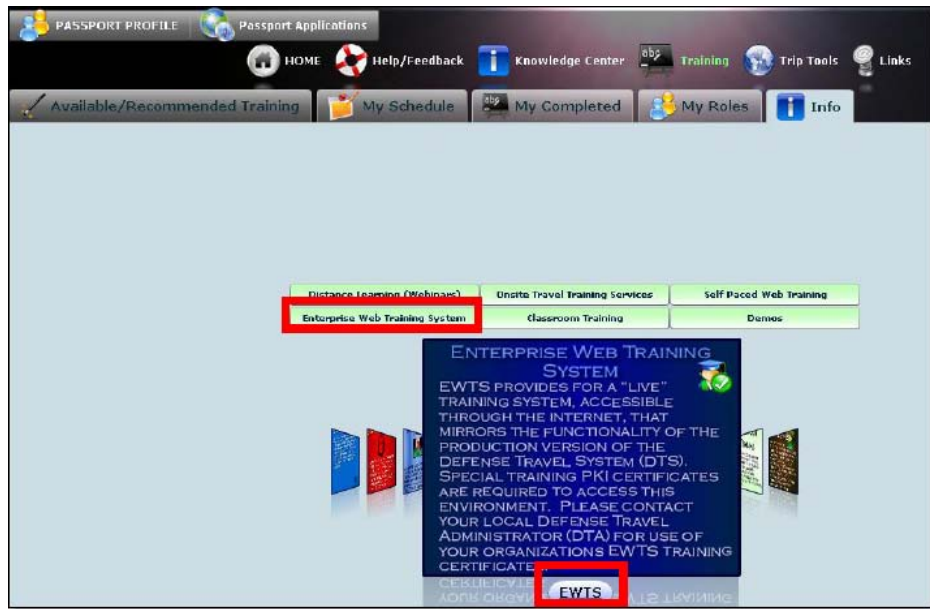 PASSPORT PROFILE Passport Applications
HOME Help/Feedback Knowledge Center Training Trip Tools Links
Available/Recommended Training My Schedule My Completed My Roles Info
Distance Learning (Webinars) Onsite Travel Training Services Self Paced Web Training
Enterprise Web Training System Classroom Training Demos
ENTERPRISE WEB TRAINING
SYSTEM
EWTS PROVIDES FOR A "LIVE"
TRAINING SYSTEM, ACCESSIBLE
THROUGH THE INTERNET, THAT
MIRRORS THE FUNCTIONALITY OF THE
PRODUCTION VERSION OF THE
DEFENSE TRAVEL SYSTEM (DTS).
SPECIAL TRAINING PKI CERTIFICATES
ARE REQUIRED TO ACCESS THIS
ENVIRONMENT. PLEASE CONTACT
YOUR LOCAL DEFENSE TRAVEL
ADMINISTRATOR (DTA) FOR USE OF
YOUR ORGANIZATIONS EWTS TRAINING
EWTS